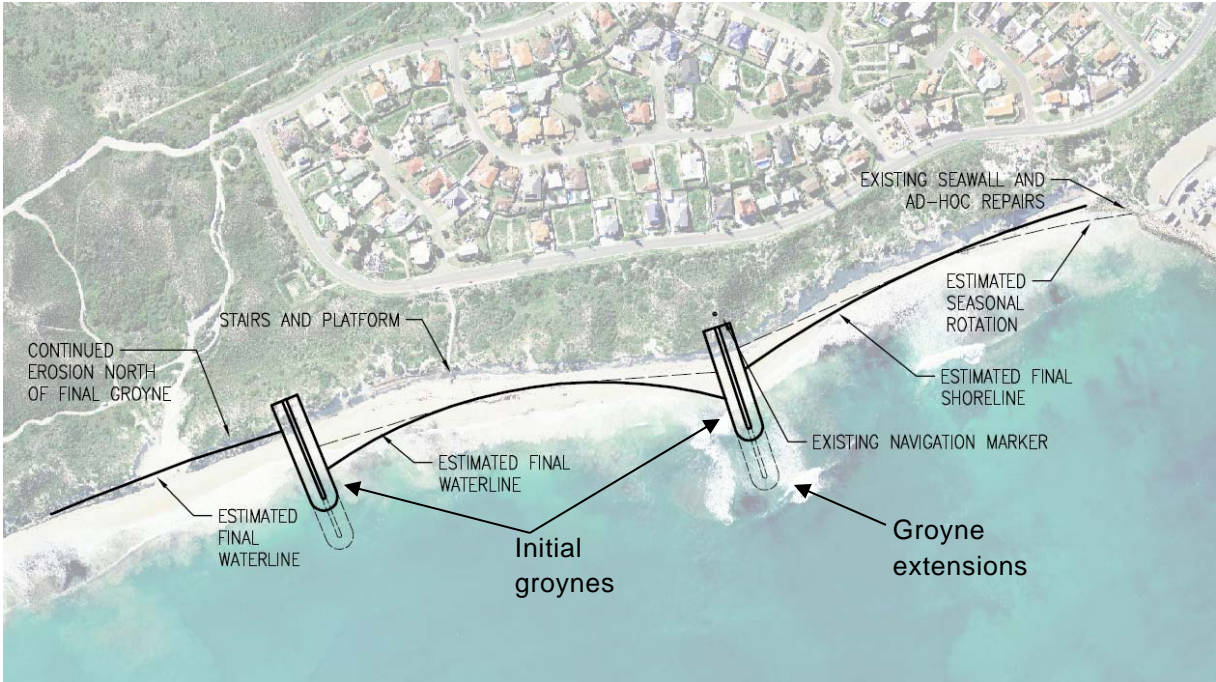 EXISTING SEAWALL AND
AD-HOC REPAIRS
ESTIMATED
SEASONAL
ROTATION
STAIRS AND PLATFORM
CONTINUED
EROSION NORTH
OF FINAL GROYNE
ESTIMATED FINAL
SHORELINE
EXISTING NAVIGATION MARKER
ESTIMATED FINAL
WATERLINE
ESTIMATED
FINAL
WATERLINE
Initial
groynes
Groyne
extensions